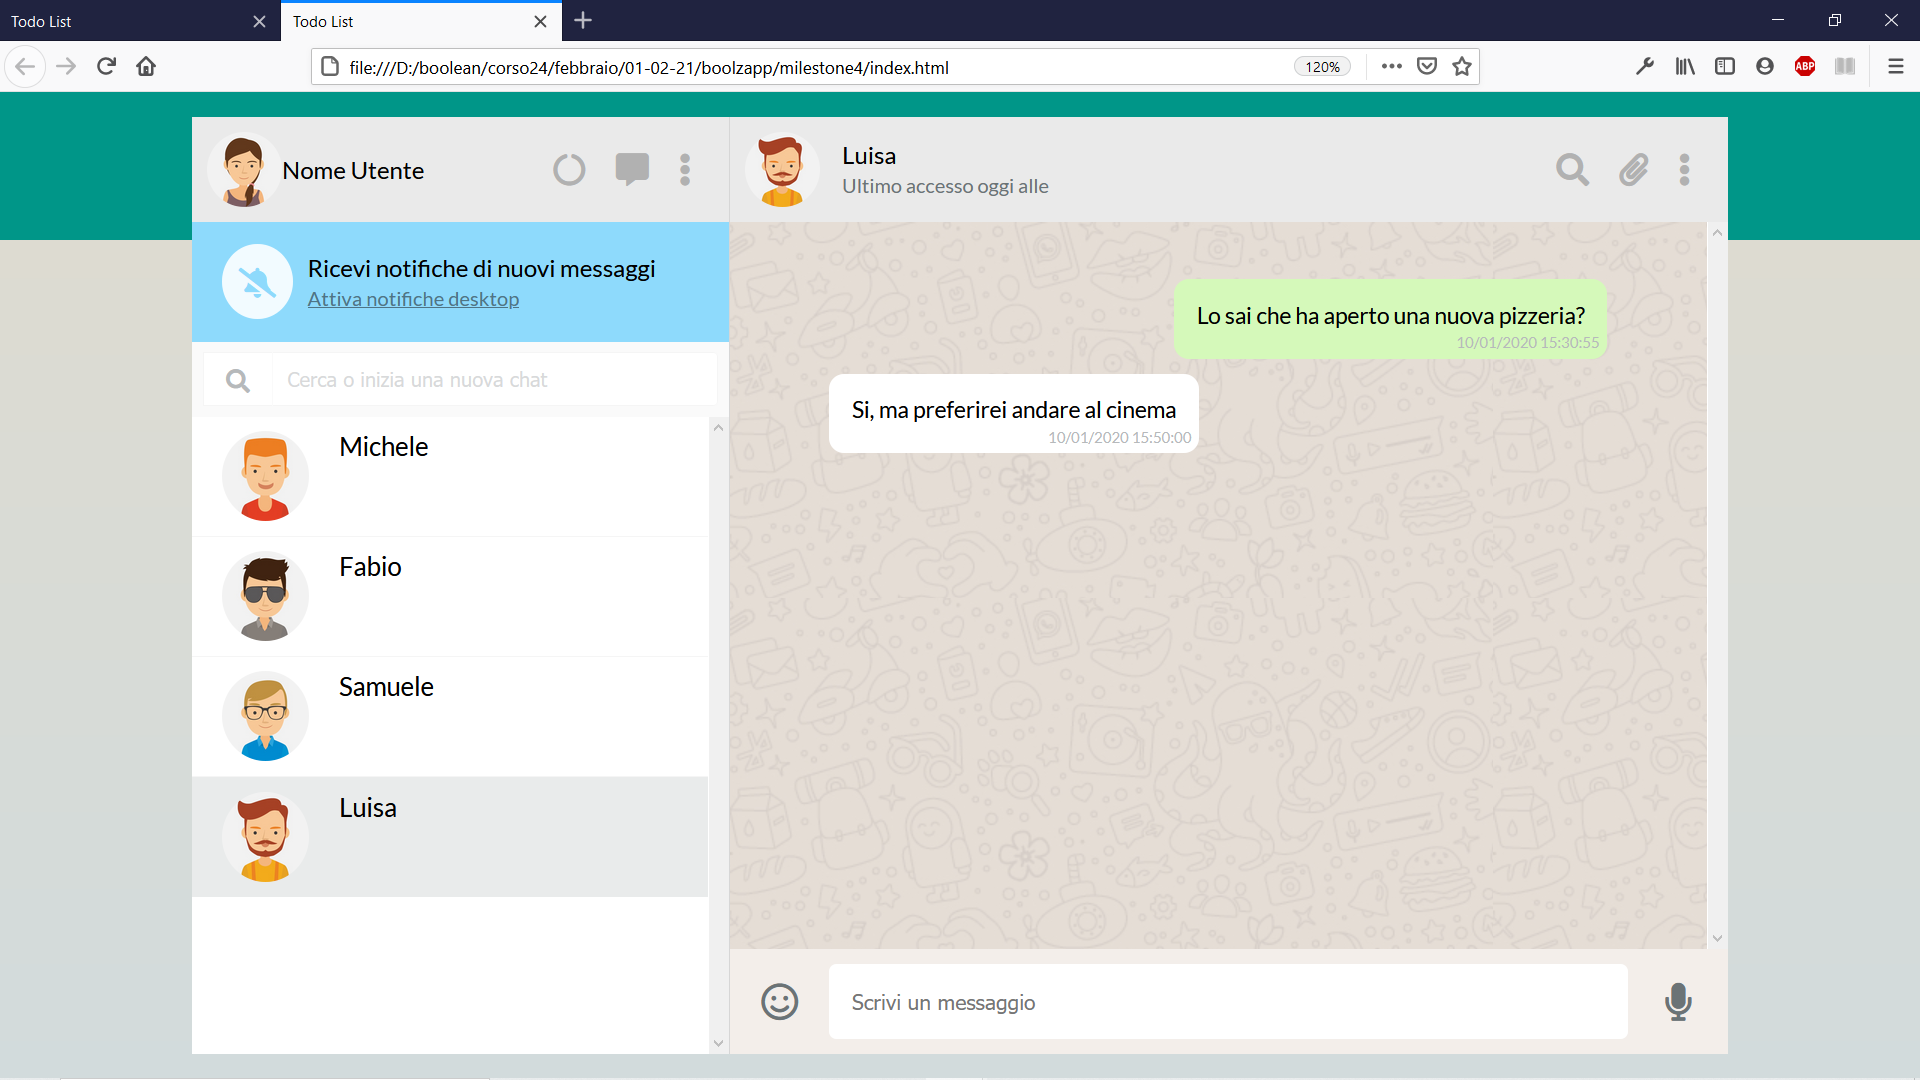 Todo List
Todo List
file:///D:/boolean/corso24/febbraio/01-02-21/boolzapp/milestone4/index.html
120%
ABP
Nome Utente
Luisa
Ultimo accesso oggi alle
Ricevi notifiche di nuovi messaggi
Attiva notifiche desktop
Cerca o inizia una nuova chat
Michele
Fabio
Samuele
Luisa
Lo sai che ha aperto una nuova pizzeria?
10/01/2020 15:30:55
Si, ma preferirei andare al cinema
10/01/2020 15:50:00
Scrivi un messaggio